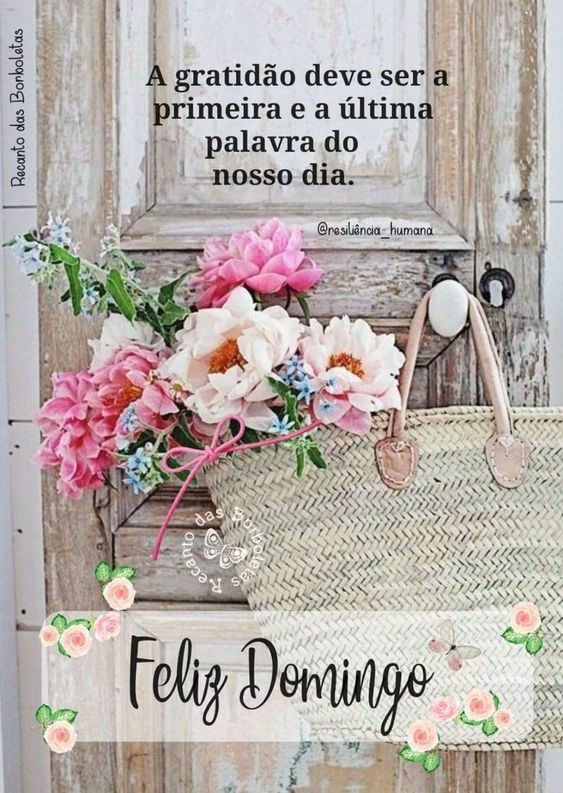 Recanto das Borboletas
A gratidão deve ser a
primeira e a última
palavra do
nosso dia.
@resiliência_humana
Recanto das Borboletas
Feliz Domingo